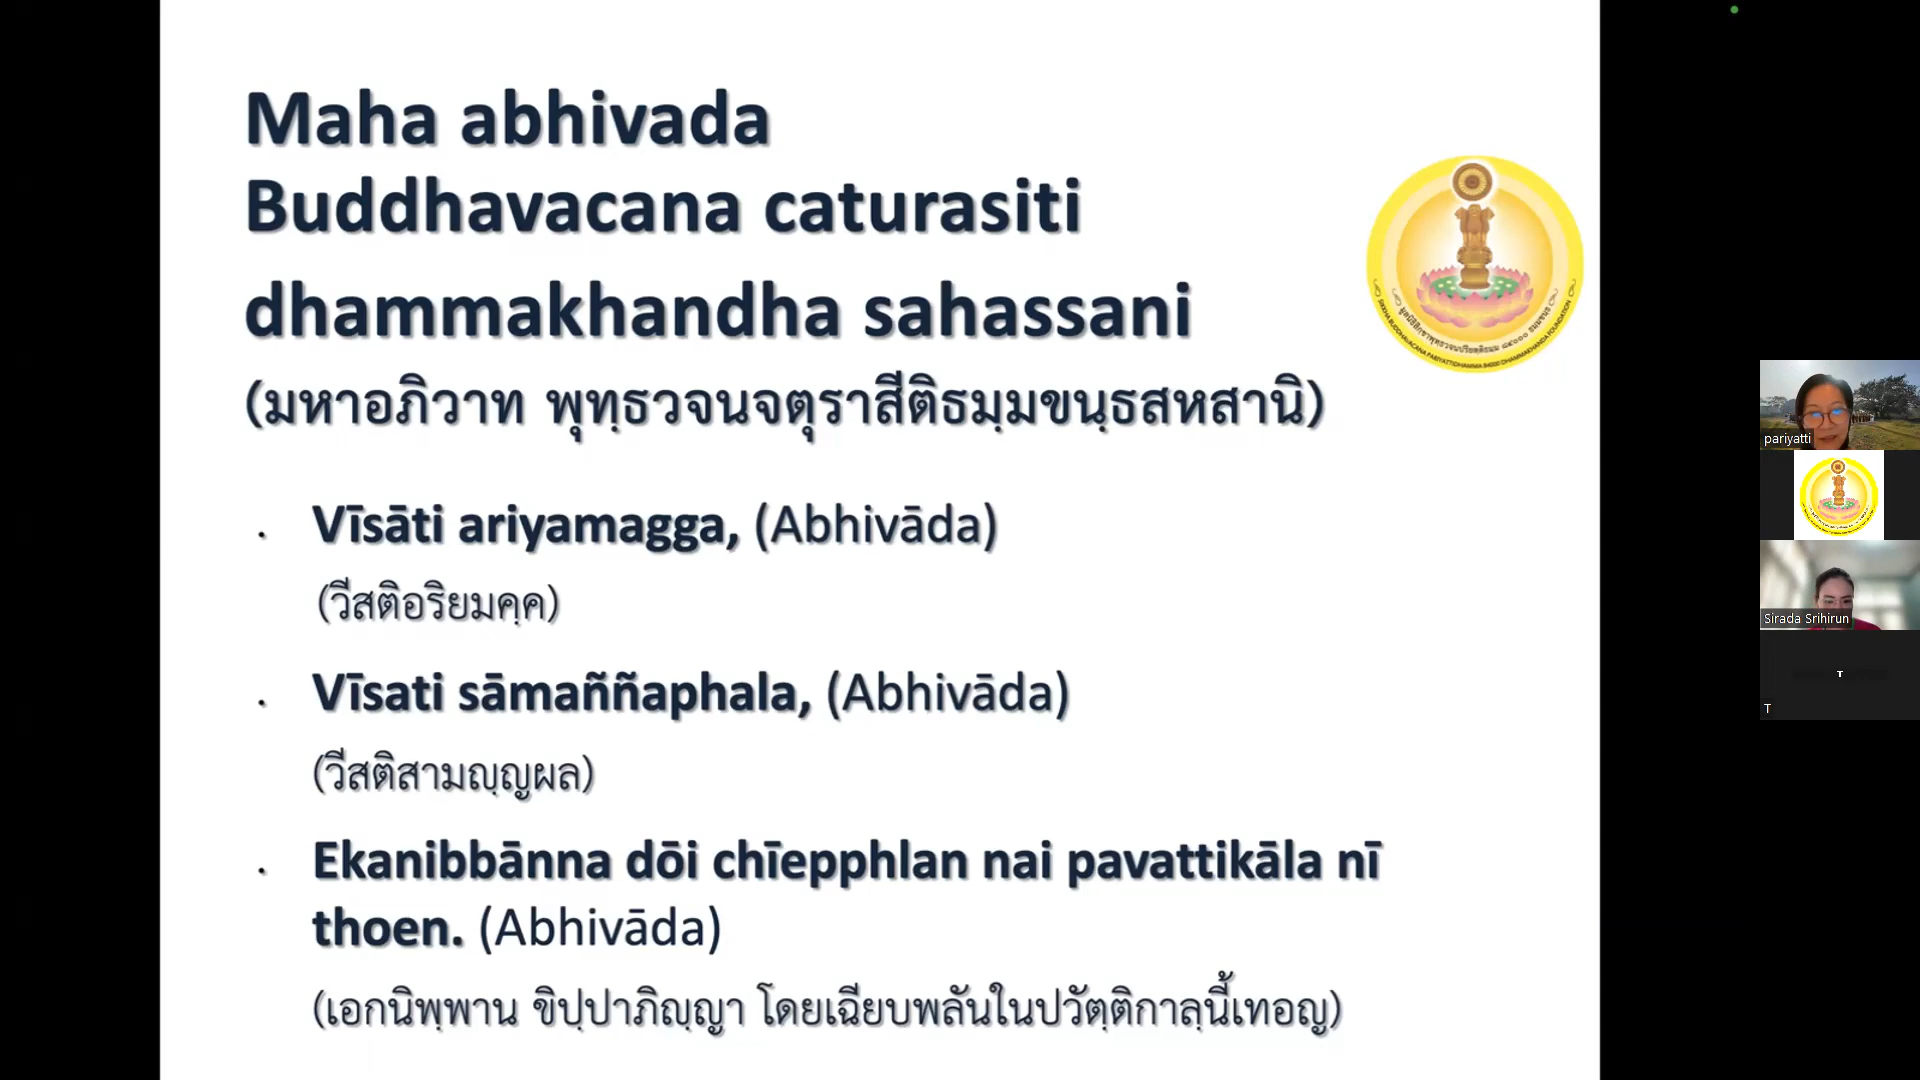 Maha abhivada
Buddhavacana caturasiti
dhammakhandha sahassani
(มหาอภิวาท พุทฺธวจนจตุราสีติธมฺมขนฺธสหสานิ)
. Vīsāti ariyamagga, (Abhivāda)
(วีสติอริยมคฺค)
. Vīsati sāmaññaphala, (Abhivāda)
(วีสติสามญฺญผล)
. Ekanibbānna dōi chīepphlan nai pavattikāla nī
thoen. (Abhivāda)
(เอกนิพฺพาน ขิปฺปาภิญฺญา โดยเฉียบพลันในปวัตฺติกาลฺนี้เทอญ)
pariyatti
Sirada Srihirun
T
T